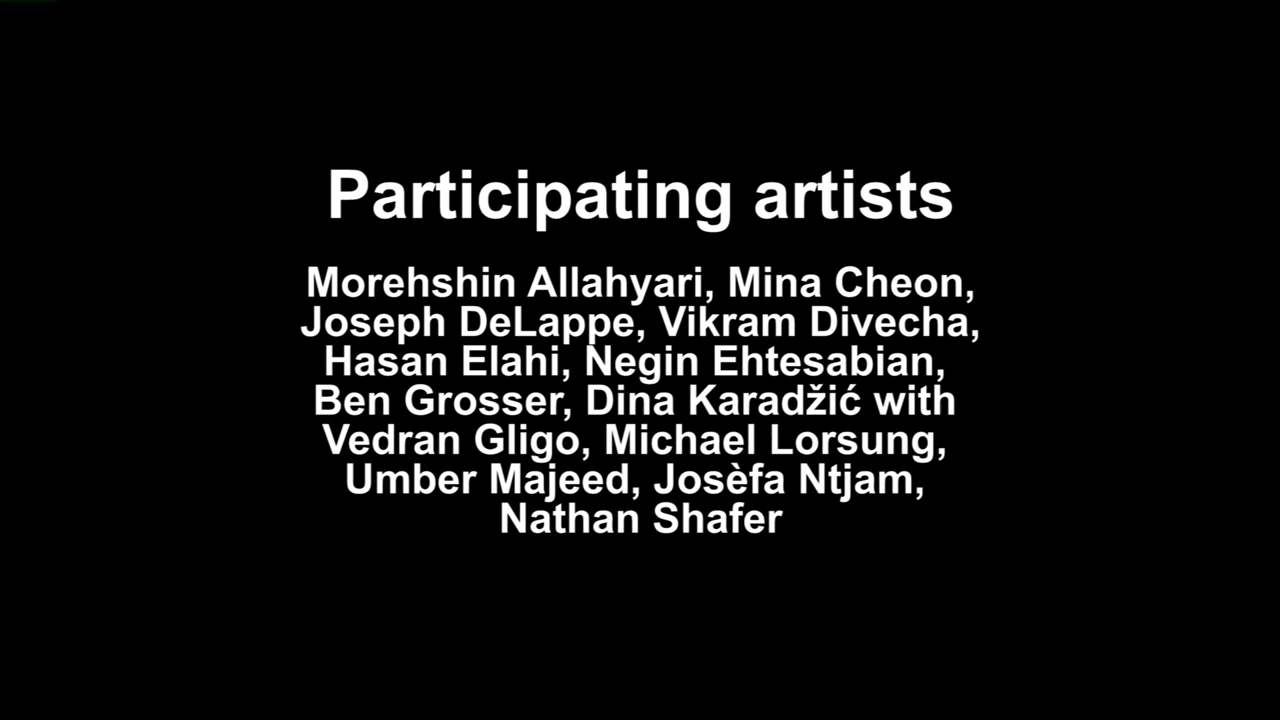 Participating artists
Morehshin Allahyari, Mina Cheon,
Joseph DeLappe, Vikram Divecha,
Hasan Elahi, Negin Ehtesabian,
Ben Grosser, Dina Karadžić with
Vedran Gligo, Michael Lorsung,
Umber Majeed, Josèfa Ntjam,
Nathan Shafer